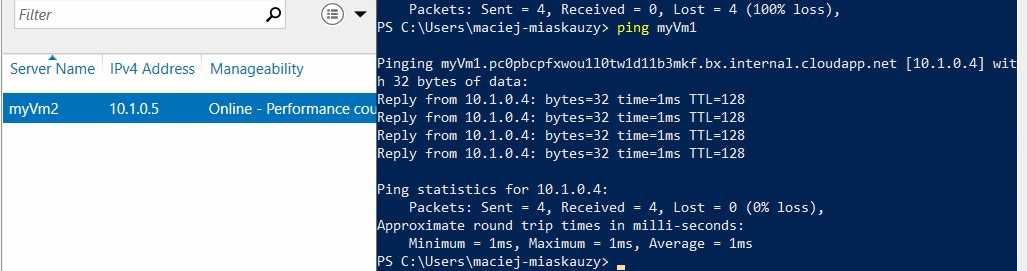 Filter
Server Name IPv4 Address Manageability
myVm2 10.1.0.5 Online - Performance cou
Packets: Sent = 4, Received = 0, Lost = 4 (100% loss),
PS C:\Users\maciej-miaskauzy> ping myVm1
Pinging myVm1.pc0pbcpfxwou1l0tw1d11b3mkf.bx.internal.cloudapp.net [10.1.0.4] wit
h 32 bytes of data:
Reply from 10.1.0.4: bytes=32 time=1ms TTL=128
Reply from 10.1.0.4: bytes=32 time=1ms TTL=128
Reply from 10.1.0.4: bytes=32 time=1ms TTL=128
Reply from 10.1.0.4: bytes=32 time=1ms TTL=128
Ping statistics for 10.1.0.4:
Packets: Sent = 4, Received = 4, Lost = 0 (0% loss),
Approximate round trip times in milli-seconds:
Minimum = 1ms, Maximum = 1ms, Average = 1ms
PS C:\Users\maciej-miaskauzy>